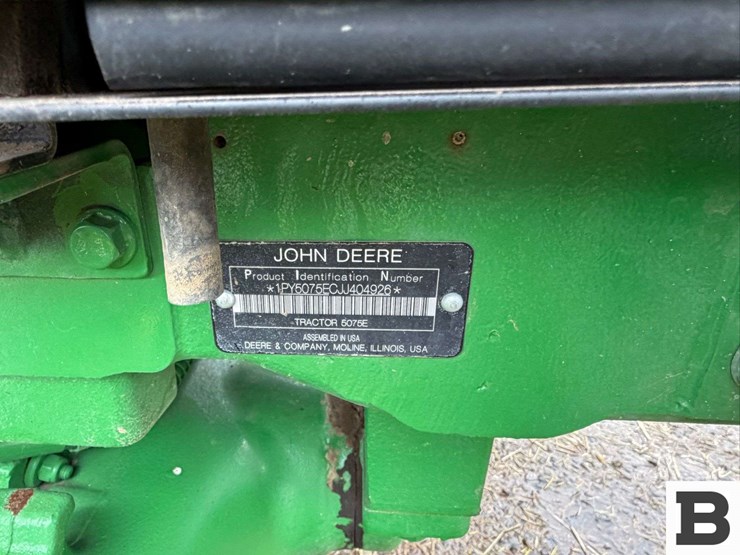 JOHN DEERE
Product Identification Number
*1PY5075ECJJ404926*
TRACTOR 5075E
ASSEMBLED IN USA
DEERE & COMPANY, MOLINE, ILLINOIS, USA
B